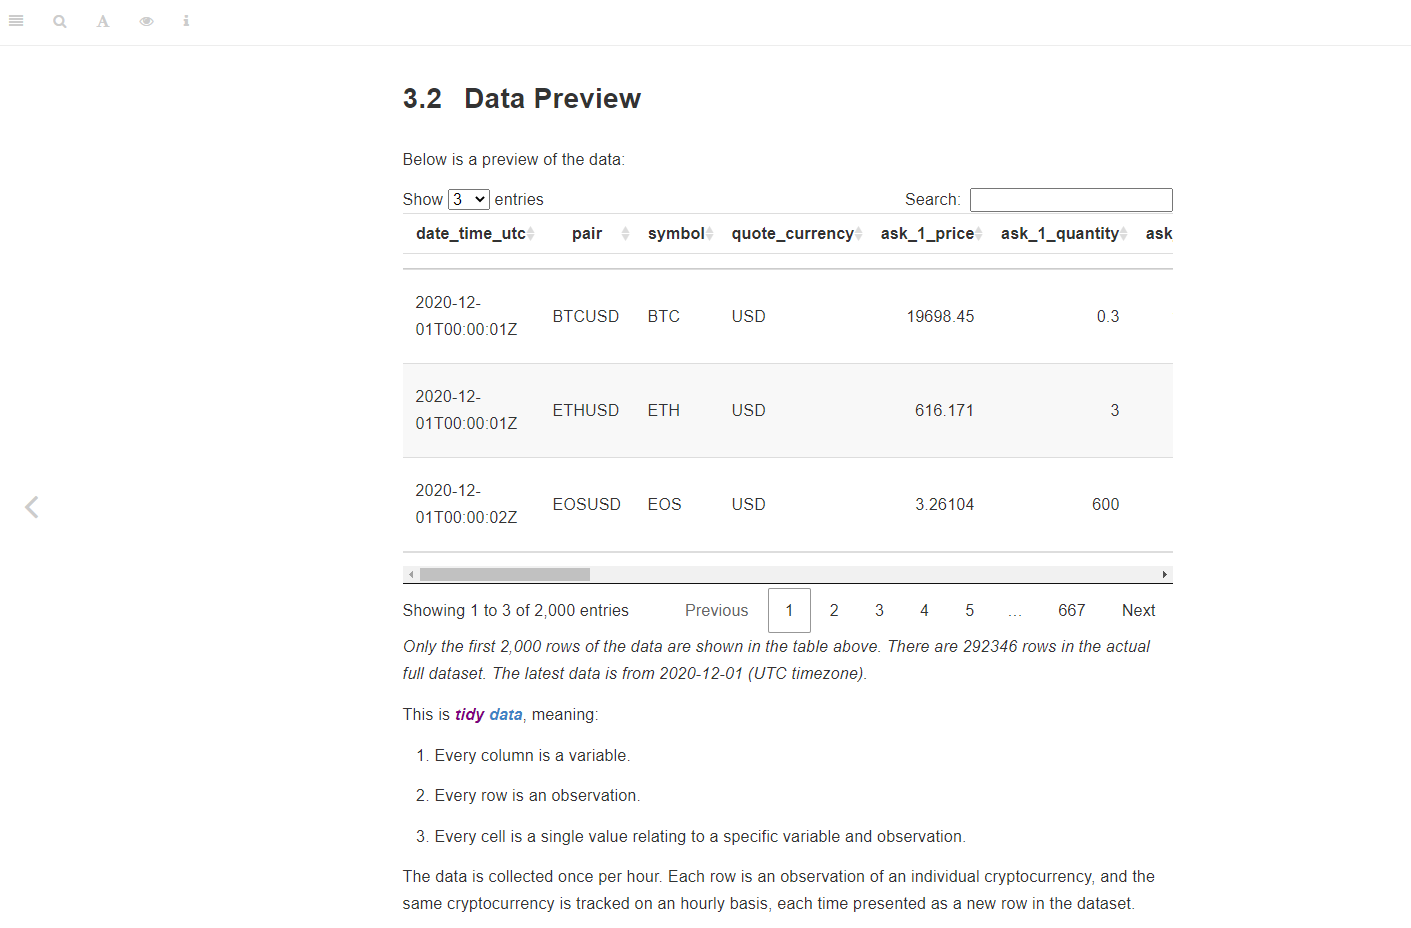 3.2 Data Preview
Below is a preview of the data:
Show 3 entries Search:
date_time_utc pair symbol quote_currency ask_1_price ask_1_quantity ask
2020-12-
01T00:00:01Z BTCUSD BTC USD 19698.45 0.3
2020-12-
01T00:00:01Z ETHUSD ETH USD 616.171 3
2020-12-
01T00:00:02Z EOSUSD EOS USD 3.26104 600
Showing 1 to 3 of 2,000 entries Previous 1 2 3 4 5 … 667 Next
Only the first 2,000 rows of the data are shown in the table above. There are 292346 rows in the actual
full dataset. The latest data is from 2020-12-01 (UTC timezone).
This is tidy data, meaning:
1. Every column is a variable.
2. Every row is an observation.
3. Every cell is a single value relating to a specific variable and observation.
The data is collected once per hour. Each row is an observation of an individual cryptocurrency, and the
same cryptocurrency is tracked on an hourly basis, each time presented as a new row in the dataset.